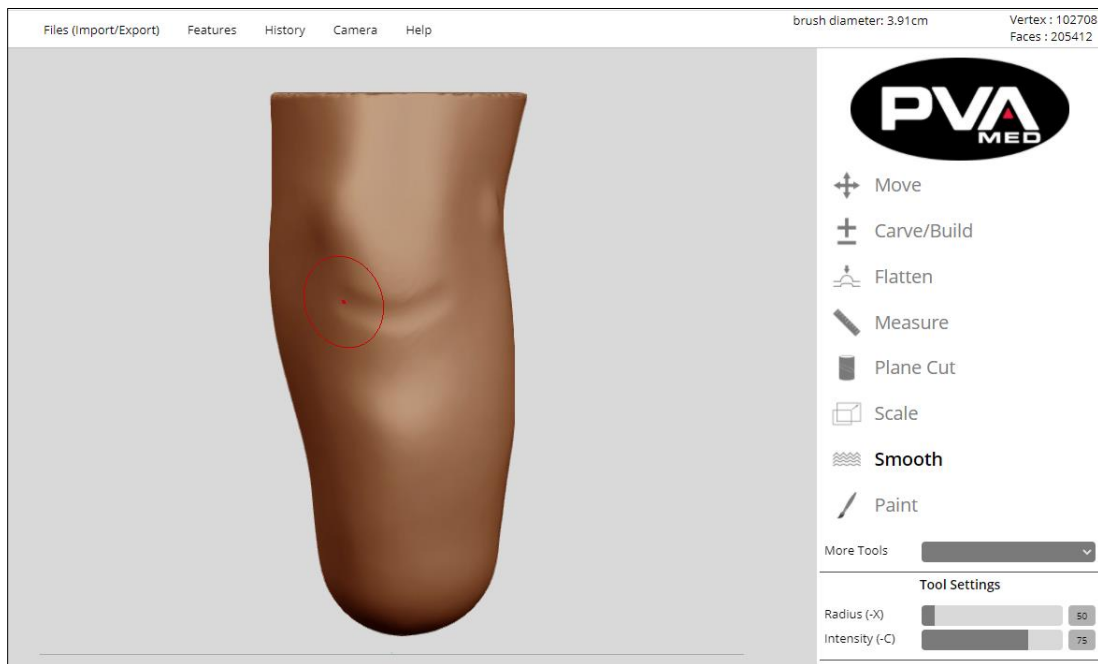 Files (Import/Export) Features History Camera Help
brush diameter: 3.91cm
Vertex : 102708
Faces : 205412
PVA
MED
Move
Carve/Build
Flatten
Measure
Plane Cut
Scale
Smooth
Paint
More Tools
Tool Settings
Radius (-X) 50
Intensity (-C) 75